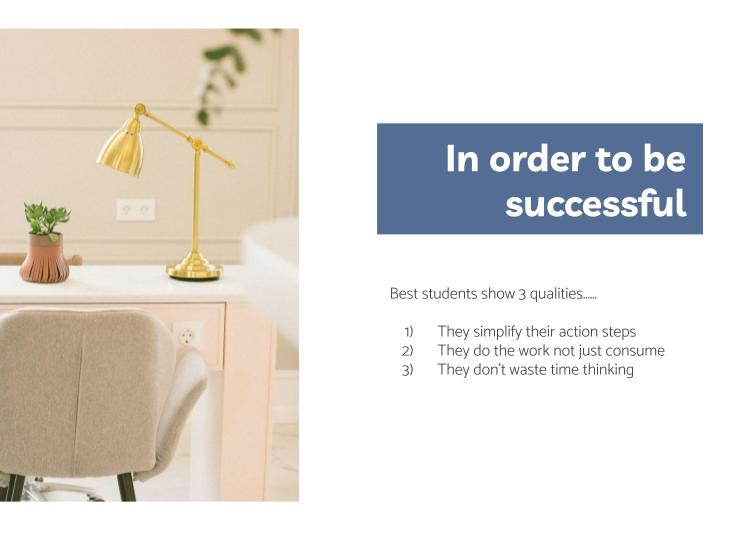 In order to be
successful
Best students show 3 qualities......
1) They simplify their action steps
2) They do the work not just consume
3) They don't waste time thinking